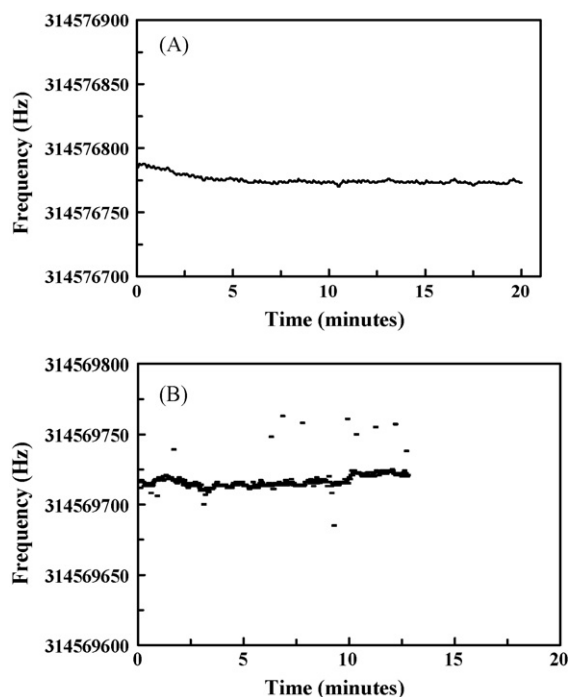 (A)
314576900
314576850
314576800
314576750
314576700
Frequency (Hz)
0 5 10 15 20
Time (minutes)
(B)
314569800
314569750
314569700
314569650
314569600
Frequency (Hz)
0 5 10 15 20
Time (minutes)